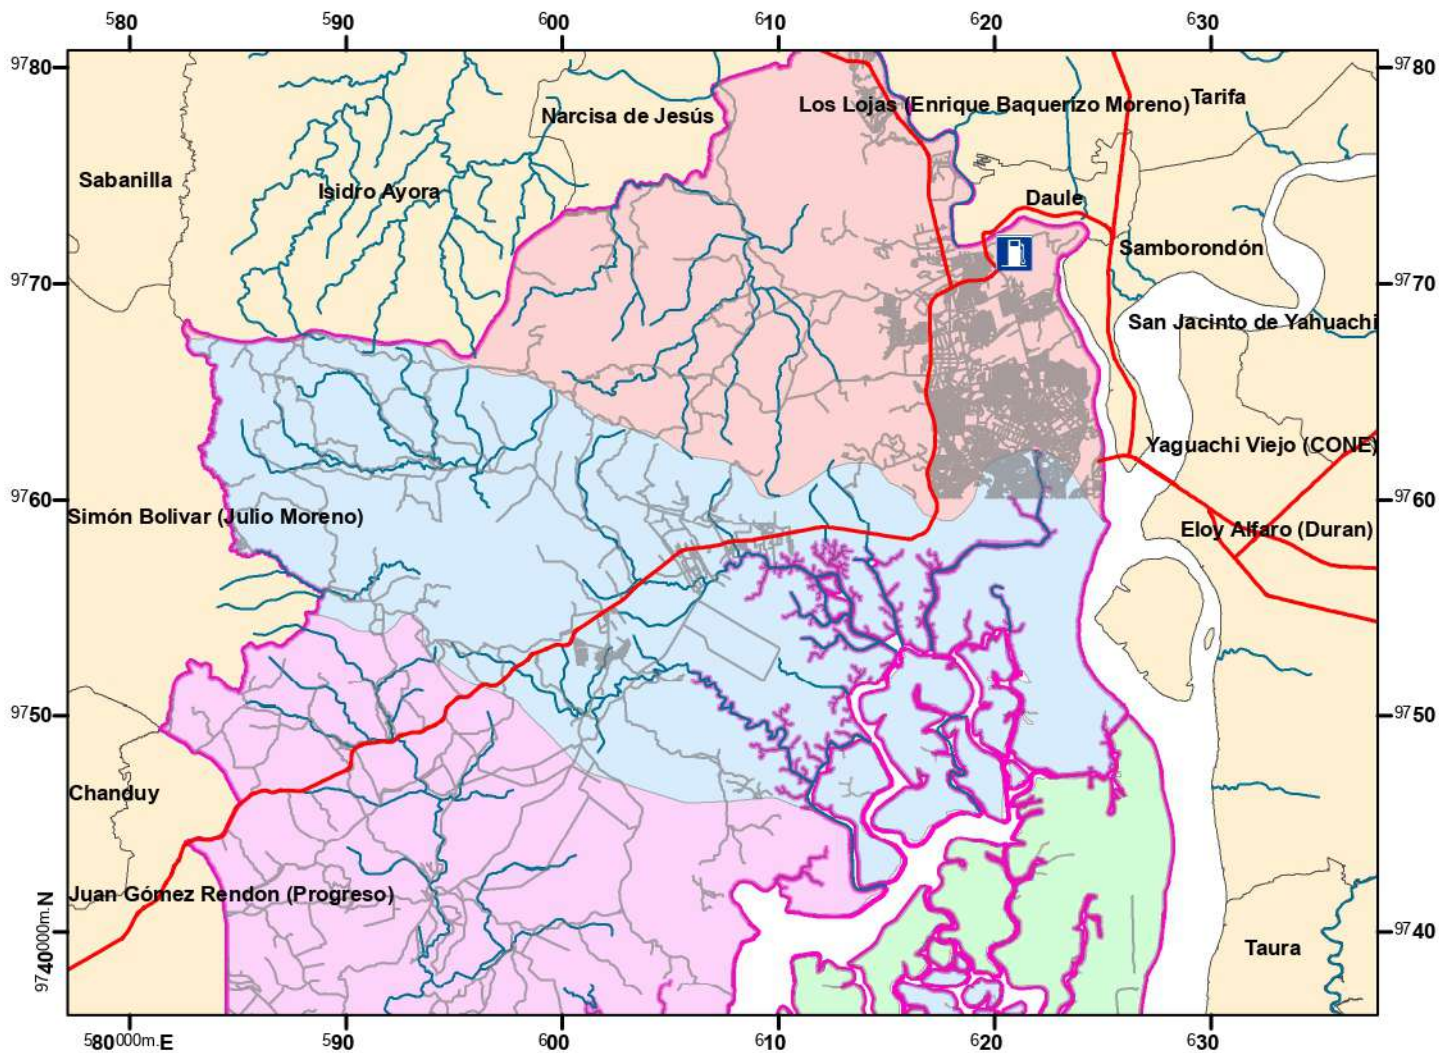 580 590 600 610 620 630
9780 9780
Los Lojas (Enrique Baquerizo Moreno) Tarifa
Narcisa de Jesús
Sabanilla
Isidro Ayora
Daule
Samborondón
9770 9770
San Jacinto de Yahuachi
Yaguachi Viejo (CONE)
9760 9760
Simón Bolivar (Julio Moreno)
Eloy Alfaro (Duran)
9750 9750
Chanduy
Juan Gómez Rendon (Progreso)
9740000m. N 9740
Taura
580000m. E 590 600 610 620 630